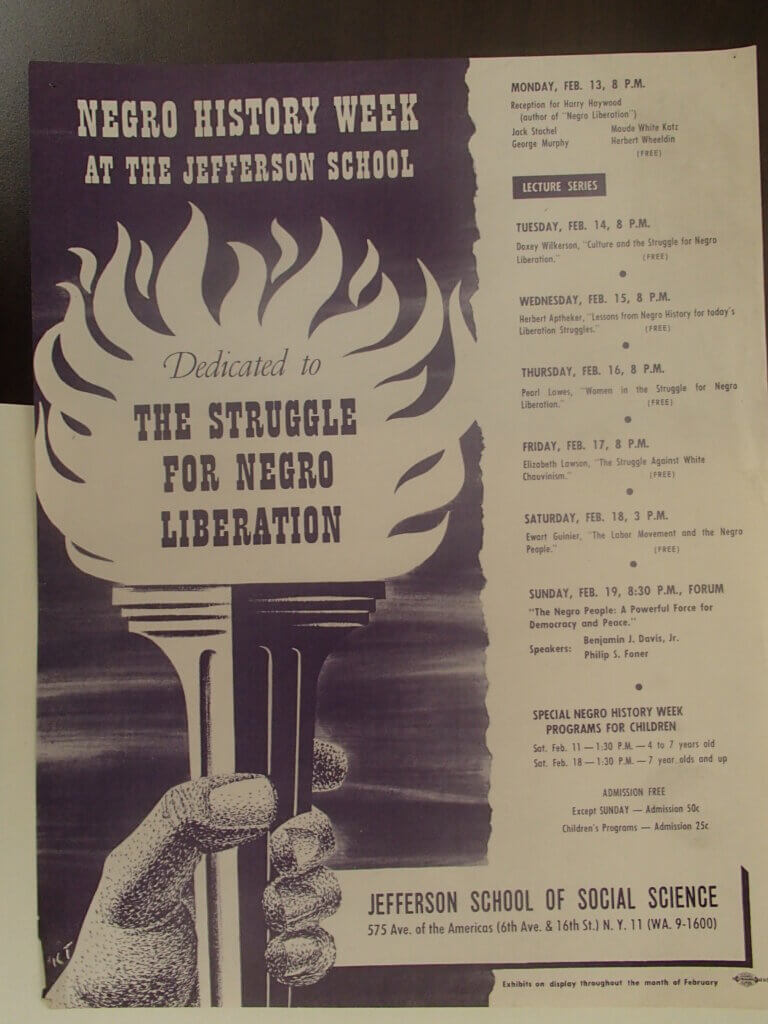 NEGRO HISTORY WEEK
AT THE JEFFERSON SCHOOL
Dedicated to
THE STRUGGLE
FOR NEGRO
LIBERATION
MONDAY, FEB. 13, 8 P.M.
Reception for Harry Haywood
(author of "Negro Liberation")
Jack Stachel Maude White Katz
George Murphy Herbert Wheeldin
(FREE)
LECTURE SERIES
TUESDAY, FEB. 14, 8 P.M.
Doxey Wilkerson, "Culture and the Struggle for Negro
Liberation." (FREE)
WEDNESDAY, FEB. 15, 8 P.M.
Herbert Aptheker, "Lessons from Negro History for today's
Liberation Struggles." (FREE)
THURSDAY, FEB. 16, 8 P.M.
Pearl Lawes, "Women in the Struggle for Negro
Liberation." (FREE)
FRIDAY, FEB. 17, 8 P.M.
Elizabeth Lawson, "The Struggle Against White
Chauvinism." (FREE)
SATURDAY, FEB. 18, 3 P.M.
Ewart Guinier, "The Labor Movement and the Negro
People." (FREE)
SUNDAY, FEB. 19, 8:30 P.M., FORUM
"The Negro People: A Powerful Force for
Democracy and Peace."
Speakers: Benjamin J. Davis, Jr.
Philip S. Foner
SPECIAL NEGRO HISTORY WEEK
PROGRAMS FOR CHILDREN
Sat. Feb. 11 — 1:30 P.M. — 4 to 7 years old
Sat. Feb. 18 — 1:30 P.M. — 7 year olds and up
ADMISSION FREE
Except SUNDAY — Admission 50c
Children's Programs — Admission 25c
JEFFERSON SCHOOL OF SOCIAL SCIENCE
575 Ave. of the Americas (6th Ave. & 16th St.) N. Y. 11 (WA. 9-1600)
Exhibits on display throughout the month of February